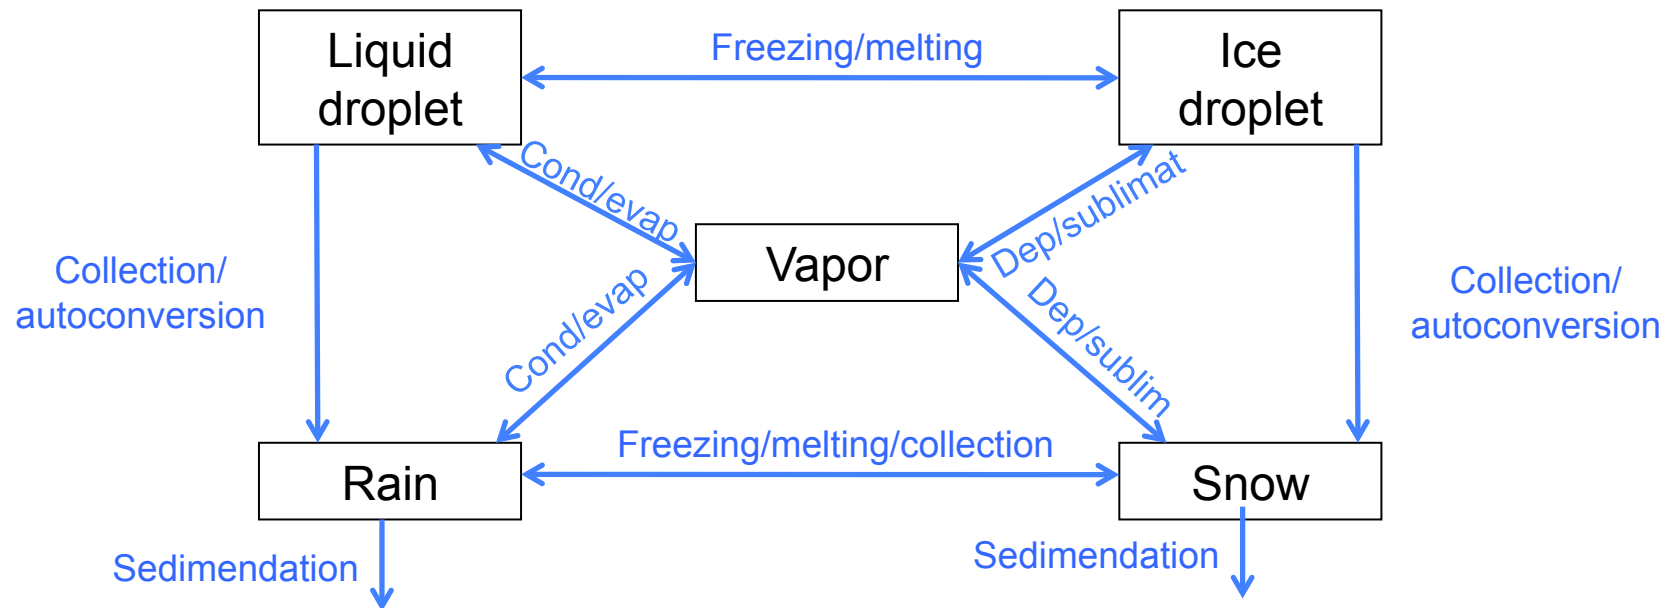 Liquid
droplet
Freezing/melting
Ice
droplet
Cond/evap
Dep/sublimat
Vapor
Collection/
autoconversion
Cond/evap
Dep/sublim
Collection/
autoconversion
Rain
Freezing/melting/collection
Snow
Sedimendation
Sedimendation